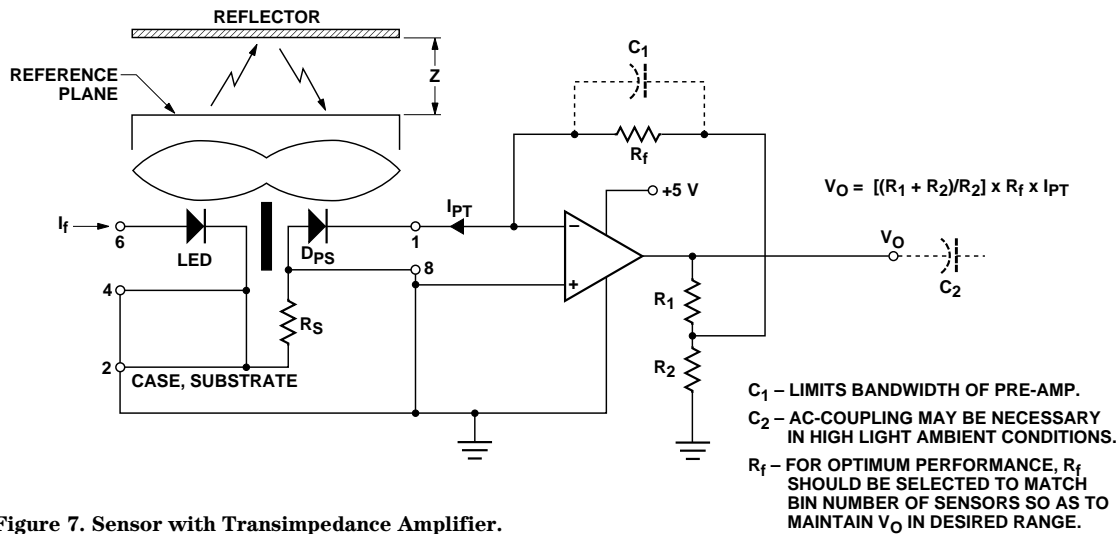 REFLECTOR
Z
REFERENCE
PLANE
C1
Rf
+5 V
VO = [(R1 + R2)/R2] x Rf x IPT
If
6
LED
DPS
1
IPT
–
+
VO
C2
8
4
RS
R1
R2
2
CASE, SUBSTRATE
C1 – LIMITS BANDWIDTH OF PRE-AMP.
C2 – AC-COUPLING MAY BE NECESSARY
IN HIGH LIGHT AMBIENT CONDITIONS.
Rf – FOR OPTIMUM PERFORMANCE, Rf
SHOULD BE SELECTED TO MATCH
BIN NUMBER OF SENSORS SO AS TO
MAINTAIN VO IN DESIRED RANGE.
Figure 7. Sensor with Transimpedance Amplifier.